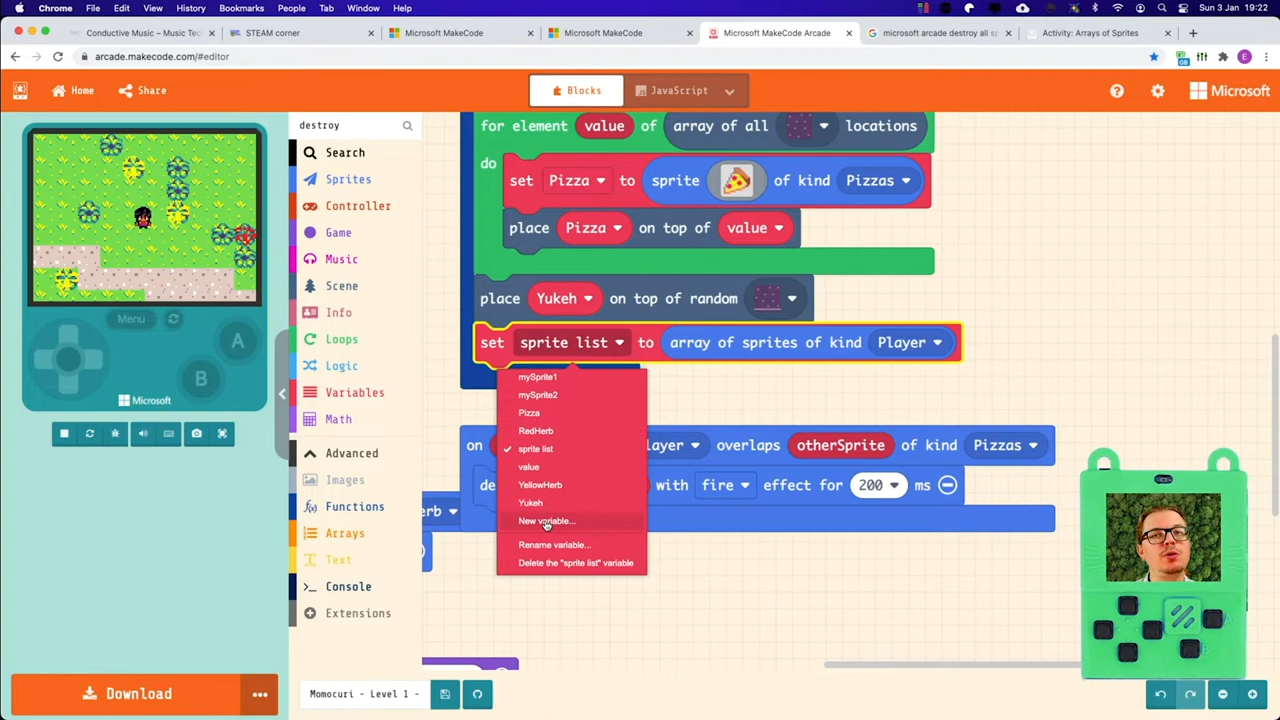 Chrome File Edit View History Bookmarks People Tab Window Help
Sun 3 Jan 19:22
Conductive Music – Music Tec
STEAM corner
Microsoft MakeCode
Microsoft MakeCode
Microsoft MakeCode Arcade
microsoft arcade destroy all s
Activity: Arrays of Sprites
arcade.makecode.com/#editor
Home
Share
Blocks
JavaScript
Microsoft
destroy
Search
Sprites
Controller
Game
Music
Scene
Info
Loops
Logic
Variables
Math
Advanced
Images
Functions
Arrays
Text
Console
Extensions
Menu
A
B
Microsoft
for element value of array of all locations
do
set Pizza to sprite of kind Pizzas
place Pizza on top of value
place Yukeh on top of random
set sprite list to array of sprites of kind Player
mySprite1
mySprite2
Pizza
RedHerb
sprite list
value
YellowHerb
Yukeh
New variable...
Rename variable...
Delete the "sprite list" variable
on layer overlaps otherSprite of kind Pizzas
de with fire effect for 200 ms
erb
Download
Momocuri - Level 1 -